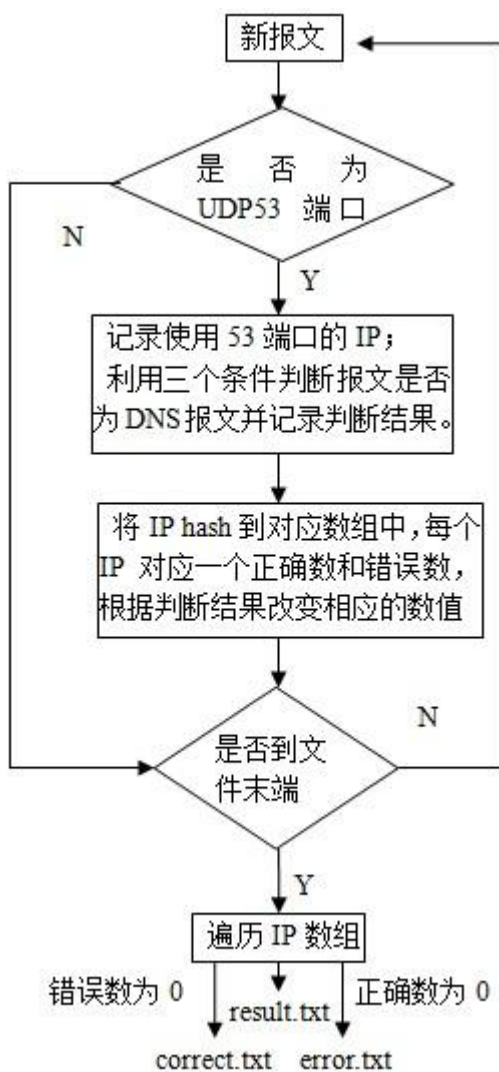 新报文
是否为
UDP53 端口
N
Y
记录使用 53 端口的 IP；
利用三个条件判断报文是否
为 DNS 报文并记录判断结果。
将 IP hash 到对应数组中，每个
IP 对应一个正确数和错误数，
根据判断结果改变相应的数值
是否到文
件末端
N
Y
遍历 IP 数组
错误数为 0
正确数为 0
result.txt
correct.txt
error.txt